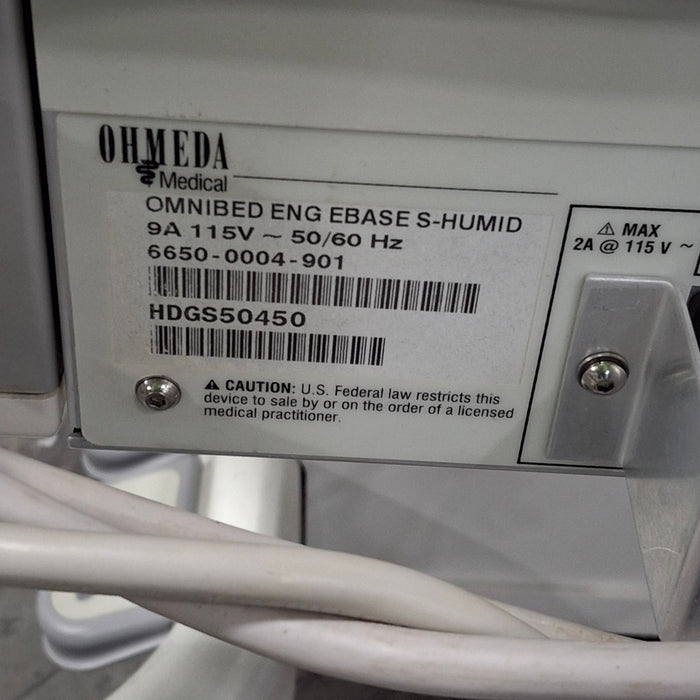 OHMEDA
Medical
OMNIBED ENG EBASE S-HUMID
9A 115V ~ 50/60 Hz
6650-0004-901
HDGS50450
⚠ CAUTION: U.S. Federal law restricts this
device to sale by or on the order of a licensed
medical practitioner.
⚠ MAX
2A @ 115 V ~